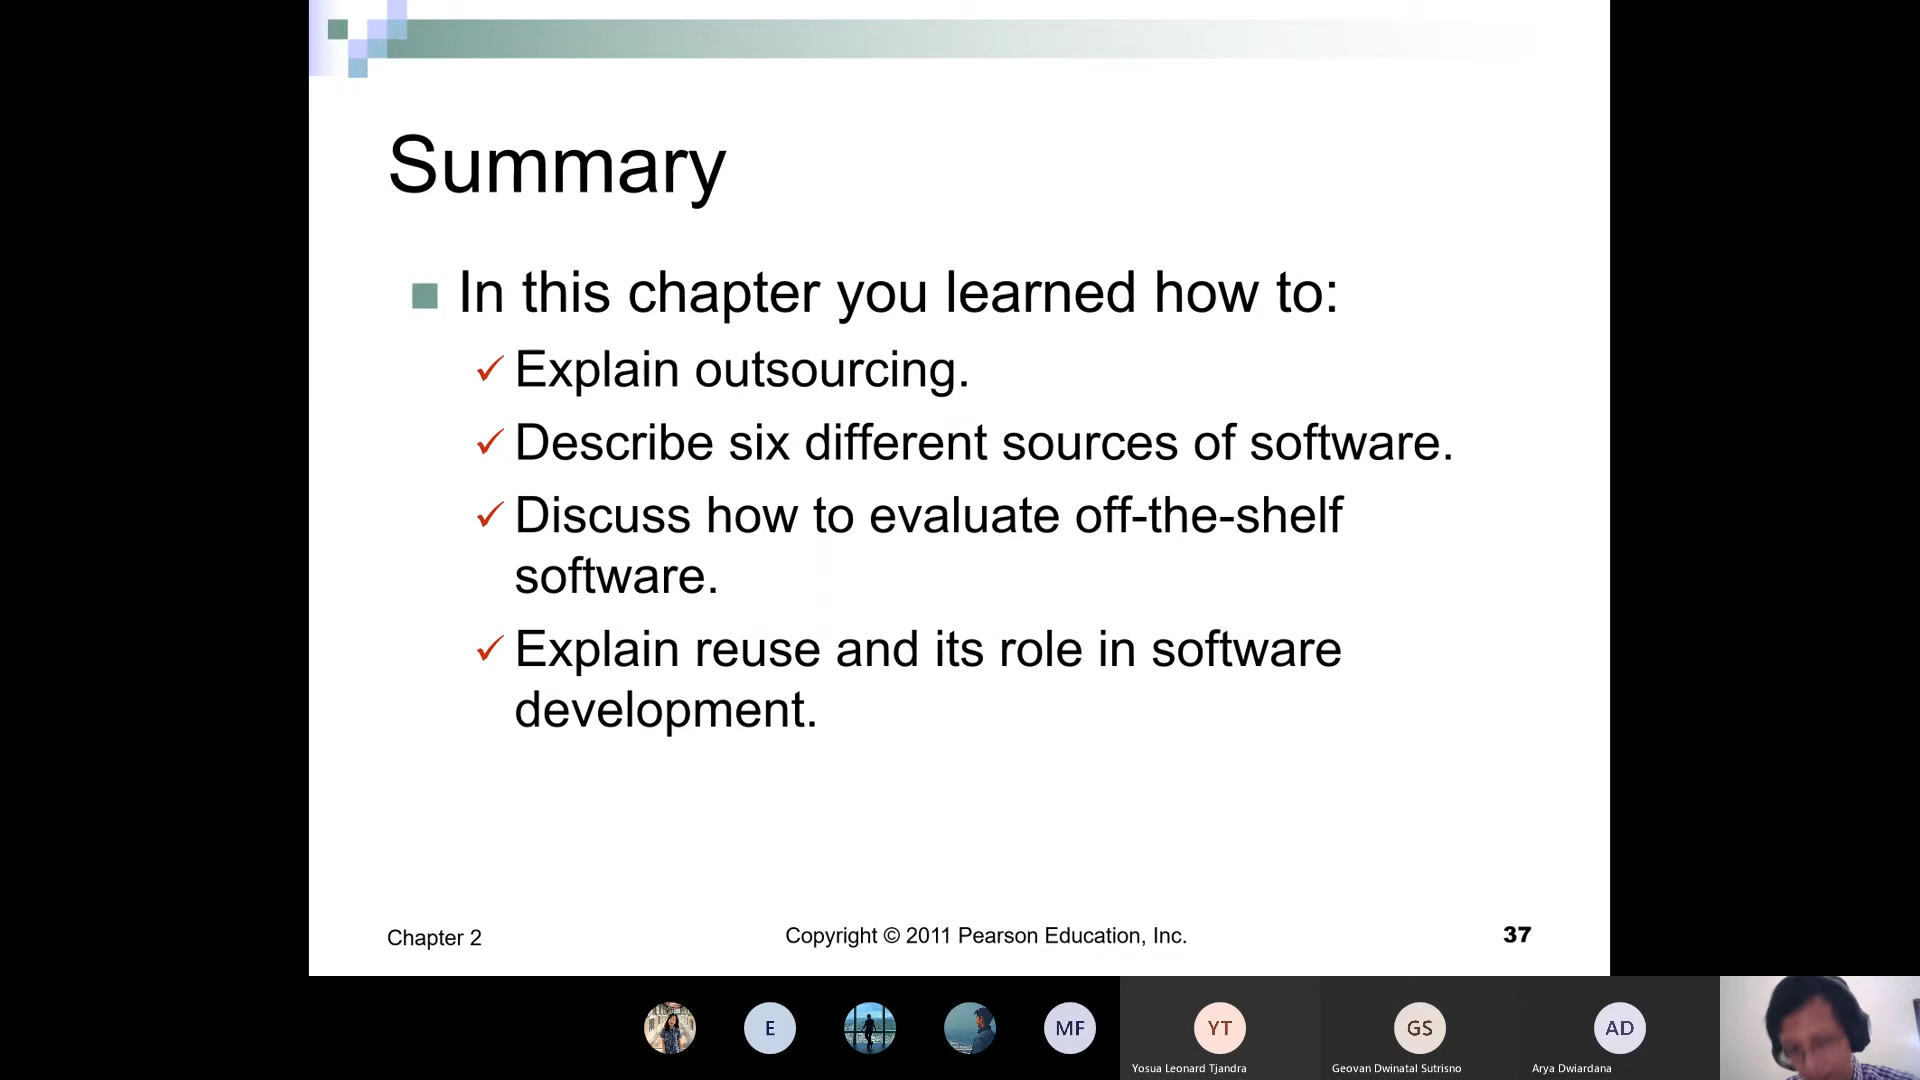 Summary
In this chapter you learned how to:
Explain outsourcing.
Describe six different sources of software.
Discuss how to evaluate off-the-shelf
software.
Explain reuse and its role in software
development.
Chapter 2
Copyright © 2011 Pearson Education, Inc.
37
E
MF
YT
GS
AD
Yosua Leonard Tjandra
Geovan Dwinatal Sutrisno
Arya Dwiardana